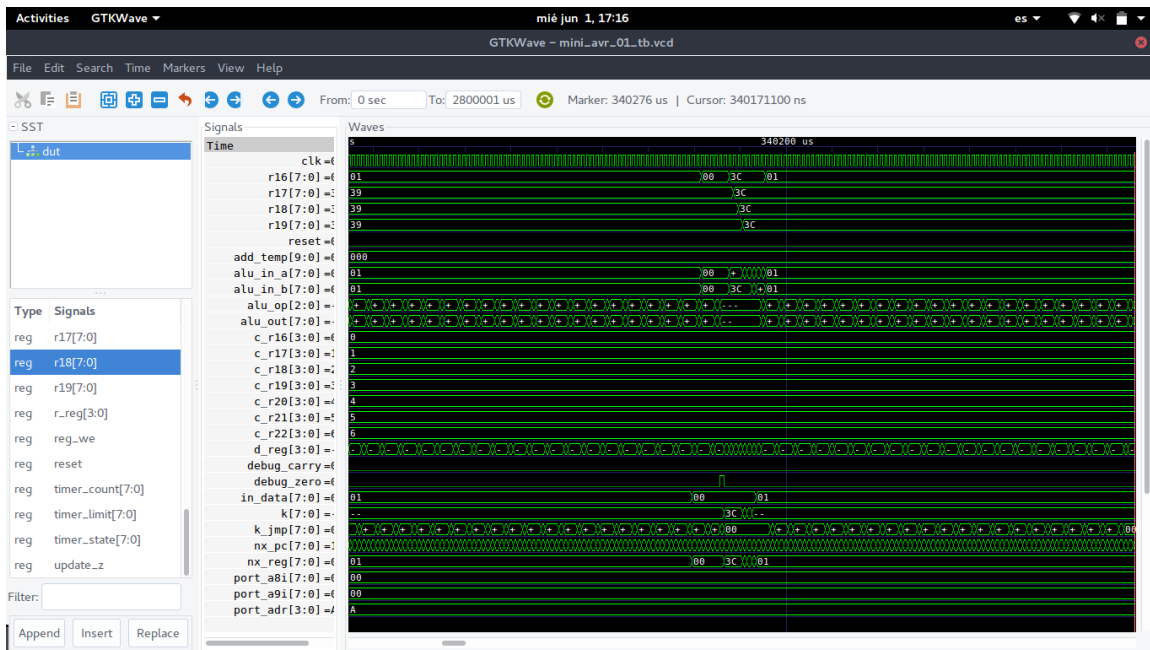 Activities GTKWave mié jun 1, 17:16 es
GTKWave - mini_avr_01_tb.vcd
File Edit Search Time Markers View Help
From: 0 sec To: 2800001 us Marker: 340276 us | Cursor: 340171100 ns
SST Signals Waves
dut Time s 340200 us
clk
r16[7:0] 01 00 3C 01
r17[7:0] 39 3C
r18[7:0] 39 3C
r19[7:0] 39 3C
reset
add_temp[9:0] 000
alu_in_a[7:0] 01 00 + 01
alu_in_b[7:0] 01 00 3C + 01
alu_op[2:0]
alu_out[7:0]
c_r16[3:0] 0
c_r17[3:0] 1
c_r18[3:0] 2
c_r19[3:0] 3
c_r20[3:0] 4
c_r21[3:0] 5
c_r22[3:0] 6
d_reg[3:0]
debug_carry
debug_zero
in_data[7:0] 01 00 01
k[7:0] -- 3C --
k_jmp[7:0] 00 00
nx_pc[7:0]
nx_reg[7:0] 01 00 3C 01
port_a8i[7:0] 00
port_a9i[7:0] 00
port_adr[3:0] A
Type Signals
reg r17[7:0]
reg r18[7:0]
reg r19[7:0]
reg r_reg[3:0]
reg reg_we
reg reset
reg timer_count[7:0]
reg timer_limit[7:0]
reg timer_state[7:0]
reg update_z
Filter:
Append Insert Replace